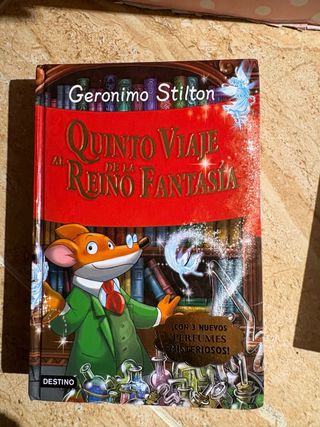 Geronimo Stilton
QUINTO VIAJE
AL DE LA
REINO FANTASÍA
¡CON 3 NUEVOS
PERFUMES
MISTERIOSOS!
DESTINO